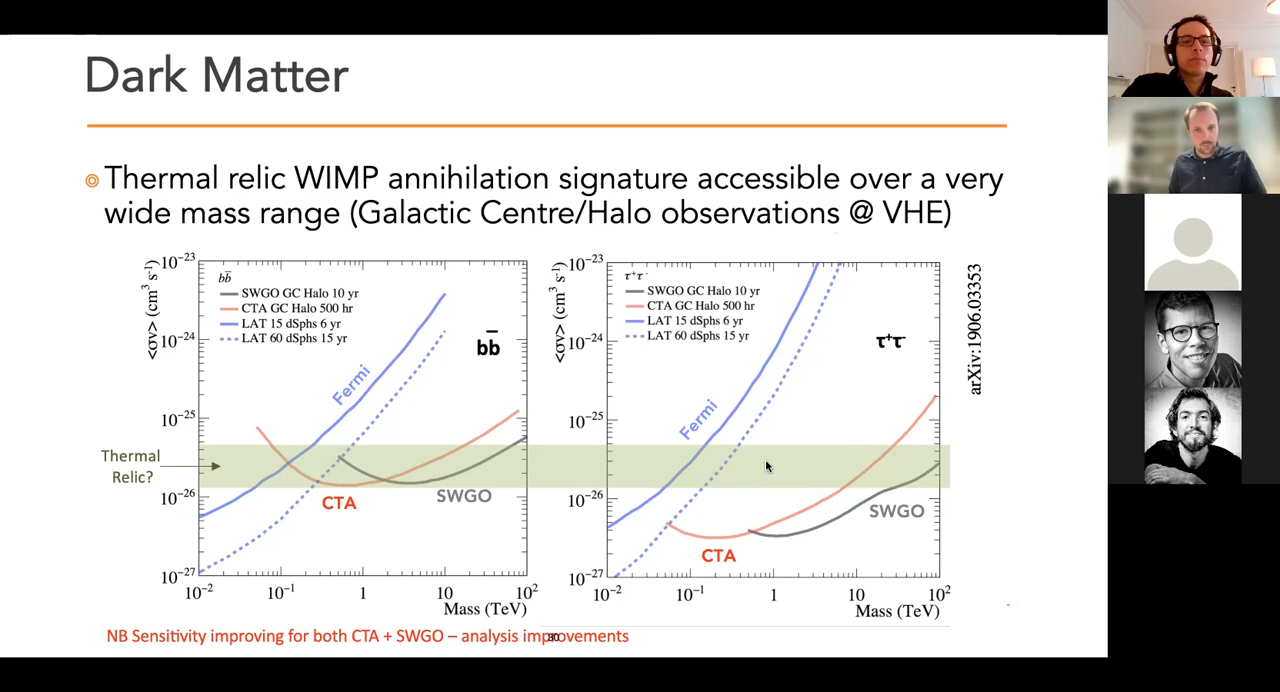 Dark Matter
Thermal relic WIMP annihilation signature accessible over a very
wide mass range (Galactic Centre/Halo observations @ VHE)
<σv> (cm³ s⁻¹)
10⁻²³
10⁻²⁴
10⁻²⁵
10⁻²⁶
10⁻²⁷
bb̅
SWGO GC Halo 10 yr
CTA GC Halo 500 hr
LAT 15 dSphs 6 yr
LAT 60 dSphs 15 yr
bb̅
Fermi
CTA
SWGO
10⁻²
10⁻¹
1
10
10²
Mass (TeV)
Thermal
Relic?
<σv> (cm³ s⁻¹)
10⁻²³
10⁻²⁴
10⁻²⁵
10⁻²⁶
10⁻²⁷
τ⁺τ⁻
SWGO GC Halo 10 yr
CTA GC Halo 500 hr
LAT 15 dSphs 6 yr
LAT 60 dSphs 15 yr
τ⁺τ⁻
Fermi
CTA
SWGO
10⁻²
10⁻¹
1
10
10²
Mass (TeV)
arXiv:1906.03353
NB Sensitivity improving for both CTA + SWGO – analysis improvements